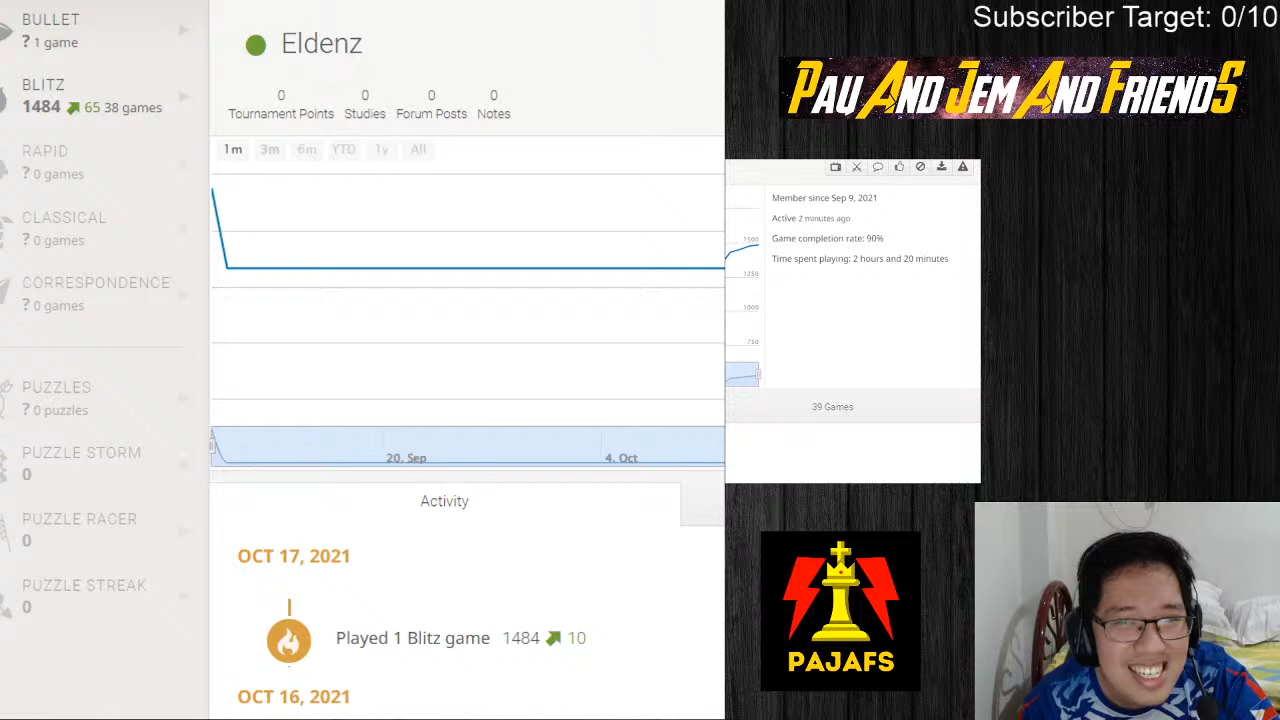 BULLET
? 1 game
BLITZ
1484 65 38 games
RAPID
? 0 games
CLASSICAL
? 0 games
CORRESPONDENCE
? 0 games
PUZZLES
? 0 puzzles
PUZZLE STORM
0
PUZZLE RACER
0
PUZZLE STREAK
0
Eldenz
0 0 0 0
Tournament Points Studies Forum Posts Notes
1m 3m 6m YTD 1y All
20. Sep 4. Oct
Activity
OCT 17, 2021
Played 1 Blitz game 1484 10
OCT 16, 2021
Subscriber Target: 0/10
PAU AND JEM AND FRIENDS
Member since Sep 9, 2021
Active 2 minutes ago
Game completion rate: 90%
Time spent playing: 2 hours and 20 minutes
1500
1250
1000
750
39 Games
PAJAFS